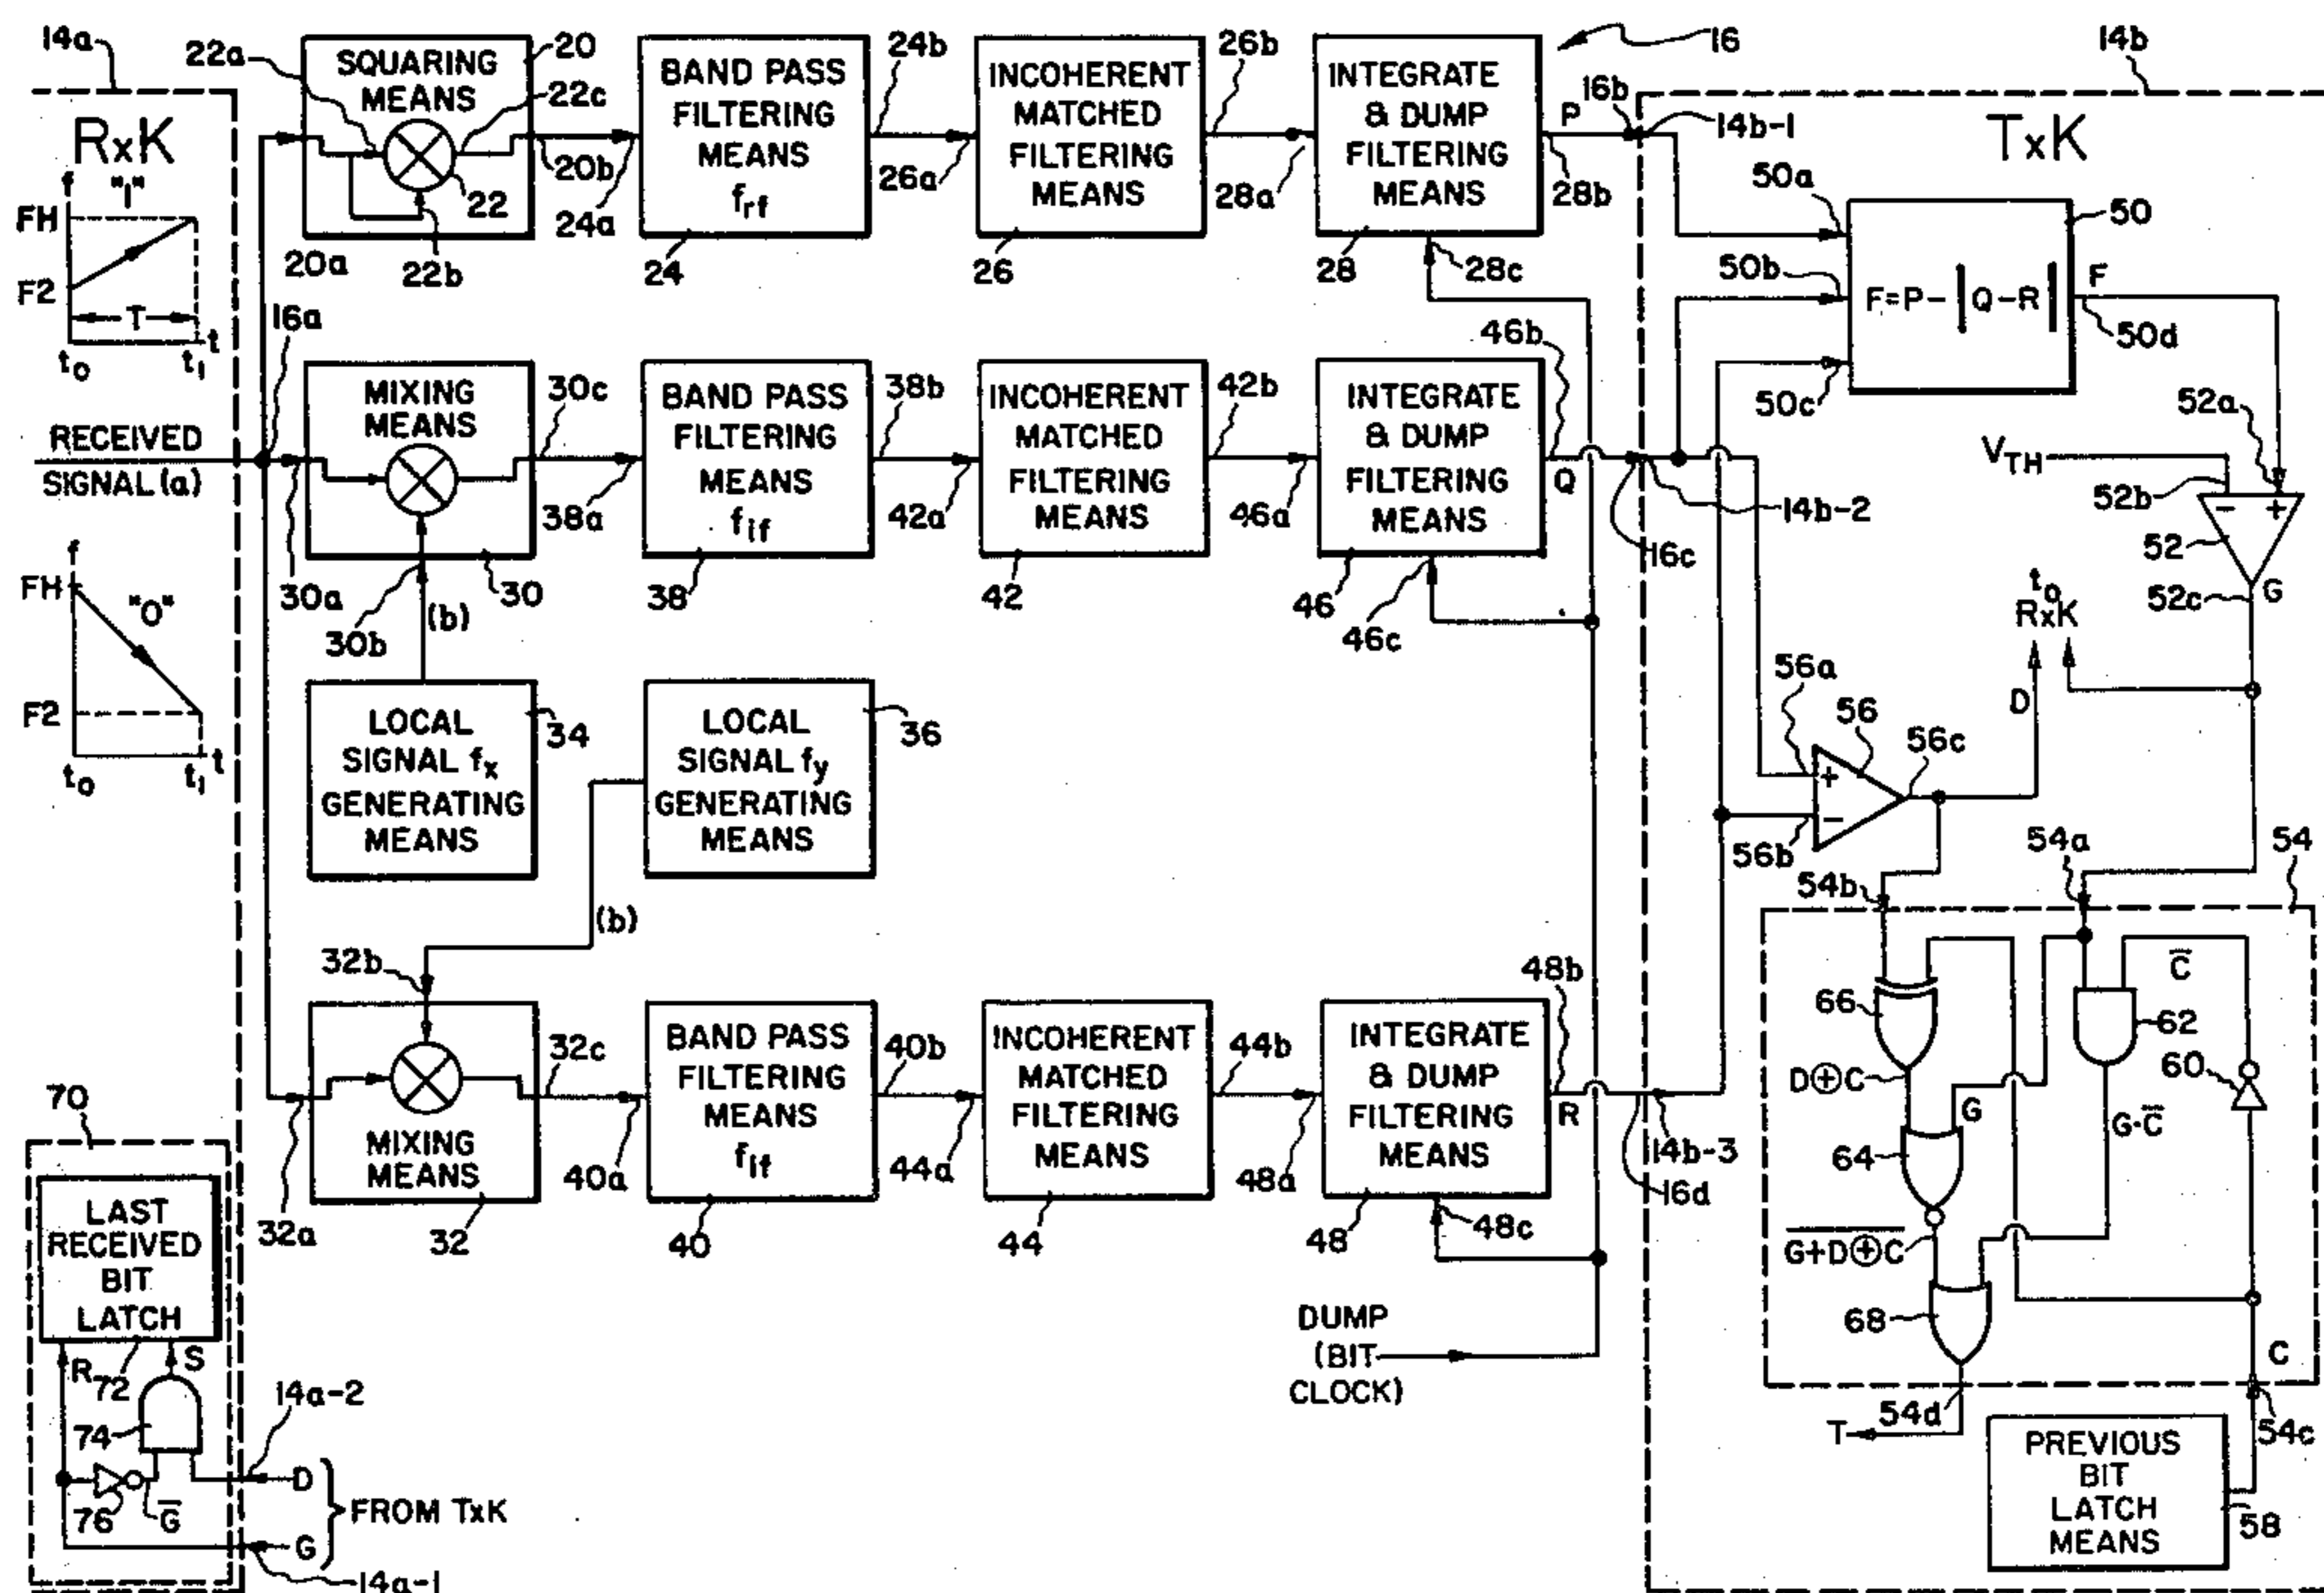 14a
22a
SQUARING
MEANS
20
22c
20b
22
20a
22b
24a
BAND PASS
FILTERING
MEANS
frf
24
24b
26a
INCOHERENT
MATCHED
FILTERING
MEANS
26
26b
28a
INTEGRATE
& DUMP
FILTERING
MEANS
28
28c
P
28b
16
16b
14b-1
14b
TxK
RxK
f
"1"
FH
F2
T
t0
t1
t
16a
RECEIVED
SIGNAL (a)
f
FH
"0"
F2
t0
t1
t
MIXING
MEANS
30a
30b
(b)
30
30c
38a
BAND PASS
FILTERING
MEANS
fif
38
38b
42a
INCOHERENT
MATCHED
FILTERING
MEANS
42
42b
46a
INTEGRATE
& DUMP
FILTERING
MEANS
46
46c
46b
Q
16c
14b-2
50a
50b
50c
50
F=P-|Q-R|
F
50d
VTH
52a
52b
- +
52
52c
G
to
RxK
D
56a
56
56c
+
-
56b
LOCAL
SIGNAL fx
GENERATING
MEANS
34
LOCAL
SIGNAL fy
GENERATING
MEANS
36
(b)
32b
32a
MIXING
MEANS
32
32c
40a
BAND PASS
FILTERING
MEANS
fif
40
40b
44a
INCOHERENT
MATCHED
FILTERING
MEANS
44
44b
48a
INTEGRATE
& DUMP
FILTERING
MEANS
48
48c
48b
R
14b-3
16d
DUMP
(BIT
CLOCK)
54a
54
54b
C̅
66
62
60
D⊕C
G
G·C̅
64
G+D⊕C
68
C
54d
T
54c
PREVIOUS
BIT
LATCH
MEANS
58
70
LAST
RECEIVED
BIT
LATCH
R
72
S
74
76
G̅
14a-2
D
G
FROM TxK
14a-1